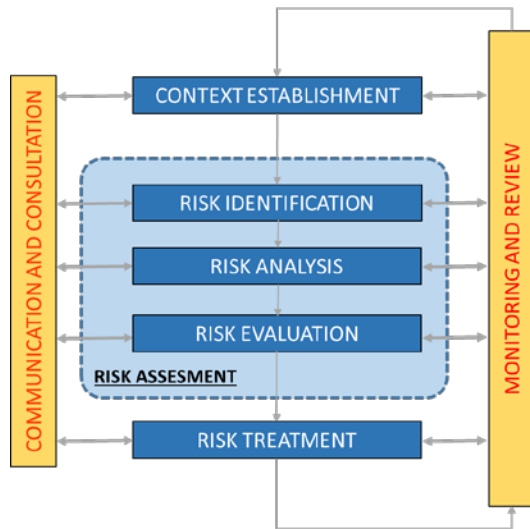 CONTEXT ESTABLISHMENT
COMMUNICATION AND CONSULTATION
RISK IDENTIFICATION
RISK ANALYSIS
RISK EVALUATION
RISK ASSESMENT
RISK TREATMENT
MONITORING AND REVIEW